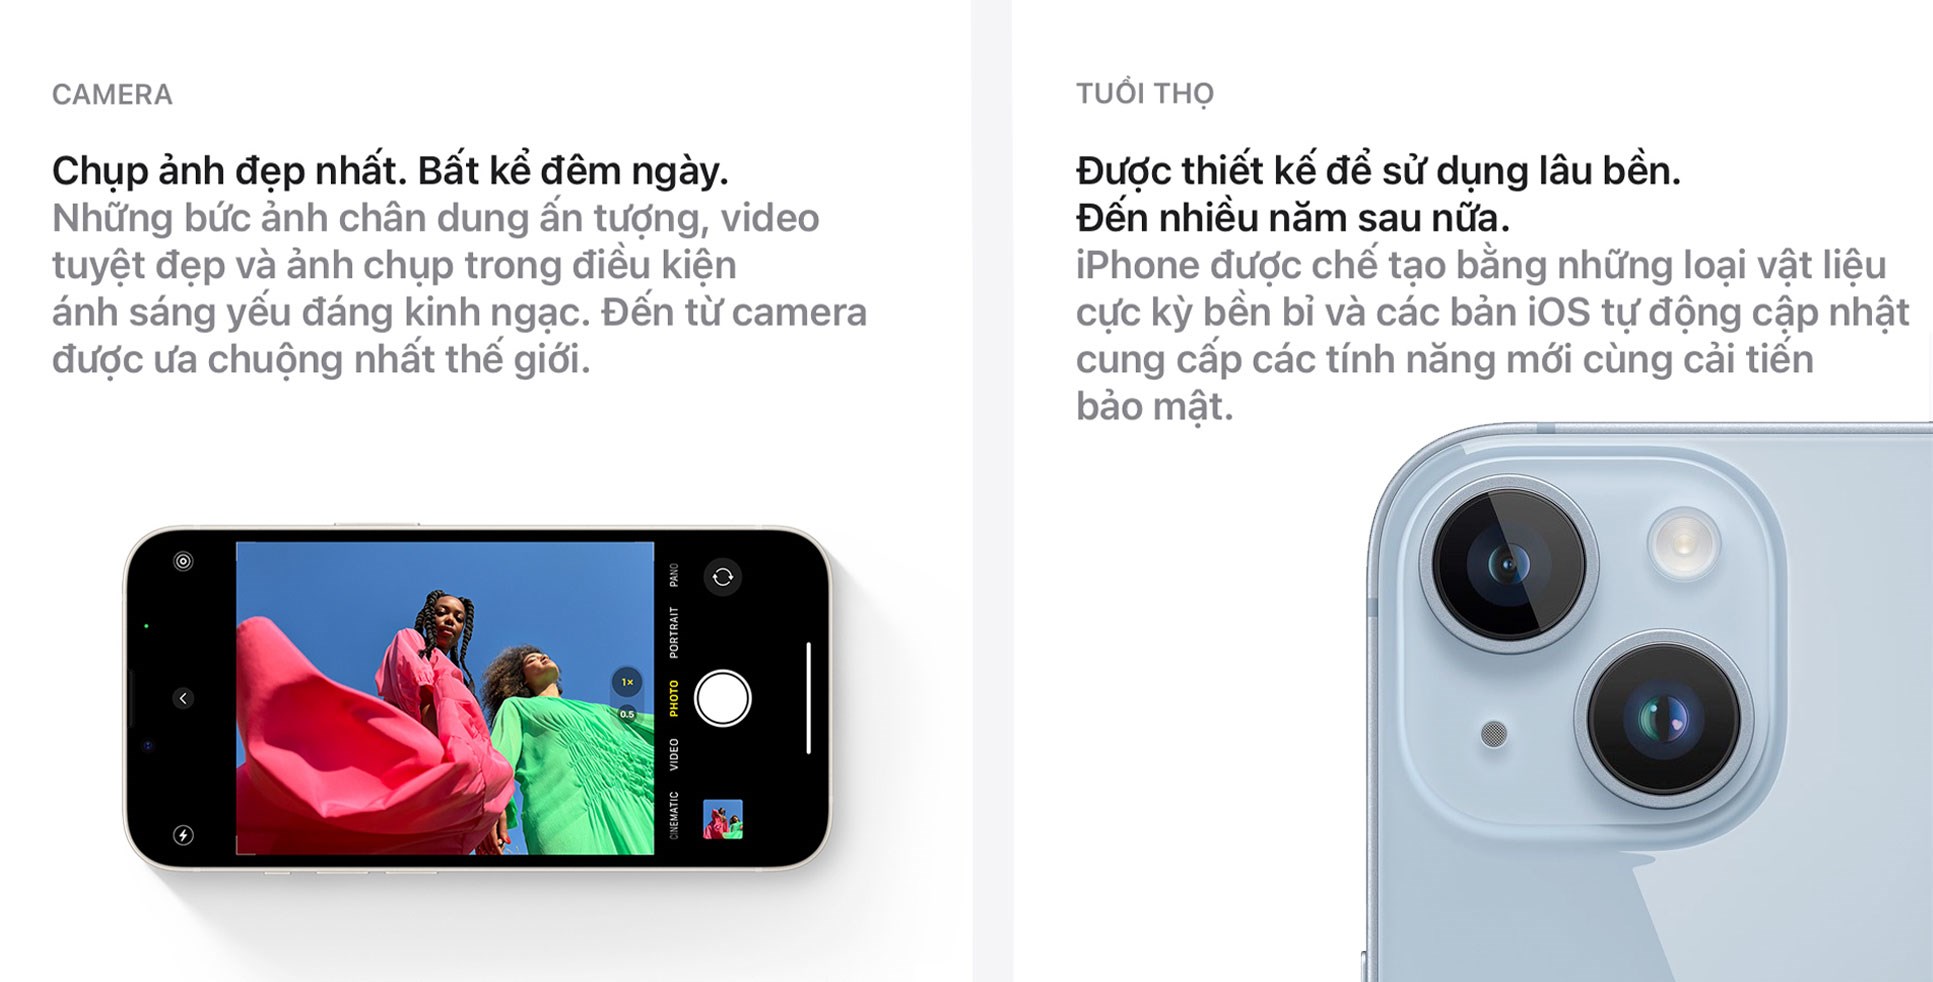 CAMERA
Chụp ảnh đẹp nhất. Bất kể đêm ngày.
Những bức ảnh chân dung ấn tượng, video
tuyệt đẹp và ảnh chụp trong điều kiện
ánh sáng yếu đáng kinh ngạc. Đến từ camera
được ưa chuộng nhất thế giới.
PANO
PORTRAIT
PHOTO
VIDEO
CINEMATIC
1×
0.5
TUỔI THỌ
Được thiết kế để sử dụng lâu bền.
Đến nhiều năm sau nữa.
iPhone được chế tạo bằng những loại vật liệu
cực kỳ bền bỉ và các bản iOS tự động cập nhật
cung cấp các tính năng mới cùng cải tiến
bảo mật.